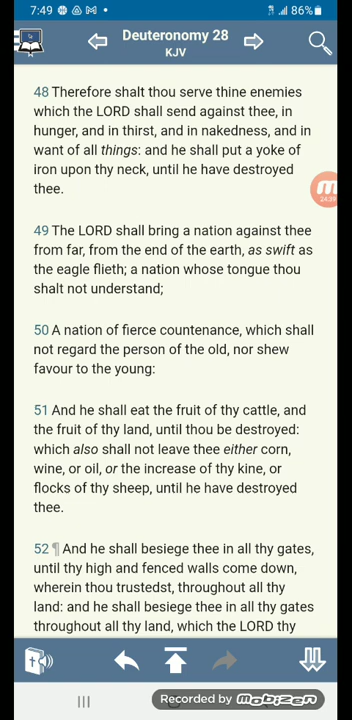 7:49
86%
Deuteronomy 28
KJV
48 Therefore shalt thou serve thine enemies
which the LORD shall send against thee, in
hunger, and in thirst, and in nakedness, and in
want of all things: and he shall put a yoke of
iron upon thy neck, until he have destroyed
thee.
24:39
49 The LORD shall bring a nation against thee
from far, from the end of the earth, as swift as
the eagle flieth; a nation whose tongue thou
shalt not understand;
50 A nation of fierce countenance, which shall
not regard the person of the old, nor shew
favour to the young:
51 And he shall eat the fruit of thy cattle, and
the fruit of thy land, until thou be destroyed:
which also shall not leave thee either corn,
wine, or oil, or the increase of thy kine, or
flocks of thy sheep, until he have destroyed
thee.
52 ¶ And he shall besiege thee in all thy gates,
until thy high and fenced walls come down,
wherein thou trustedst, throughout all thy
land: and he shall besiege thee in all thy gates
throughout all thy land, which the LORD thy
Recorded by mobizen